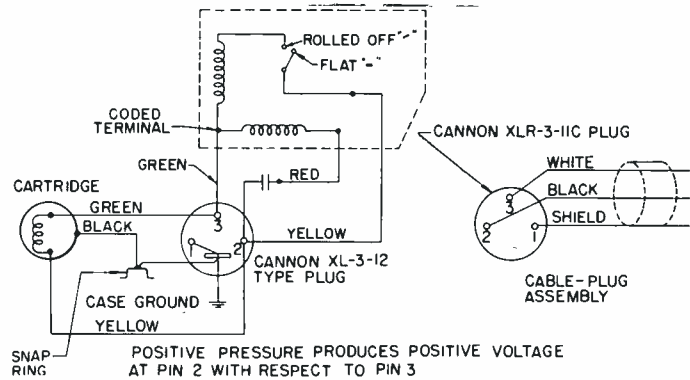 ROLLED OFF "⌐"
FLAT "-"
CODED
TERMINAL
CANNON XLR-3-11C PLUG
GREEN
RED
WHITE
BLACK
SHIELD
3
2
1
CARTRIDGE
GREEN
BLACK
3
1
2
YELLOW
CANNON XL-3-12
TYPE PLUG
CASE GROUND
YELLOW
CABLE-PLUG
ASSEMBLY
SNAP
RING
POSITIVE PRESSURE PRODUCES POSITIVE VOLTAGE
AT PIN 2 WITH RESPECT TO PIN 3